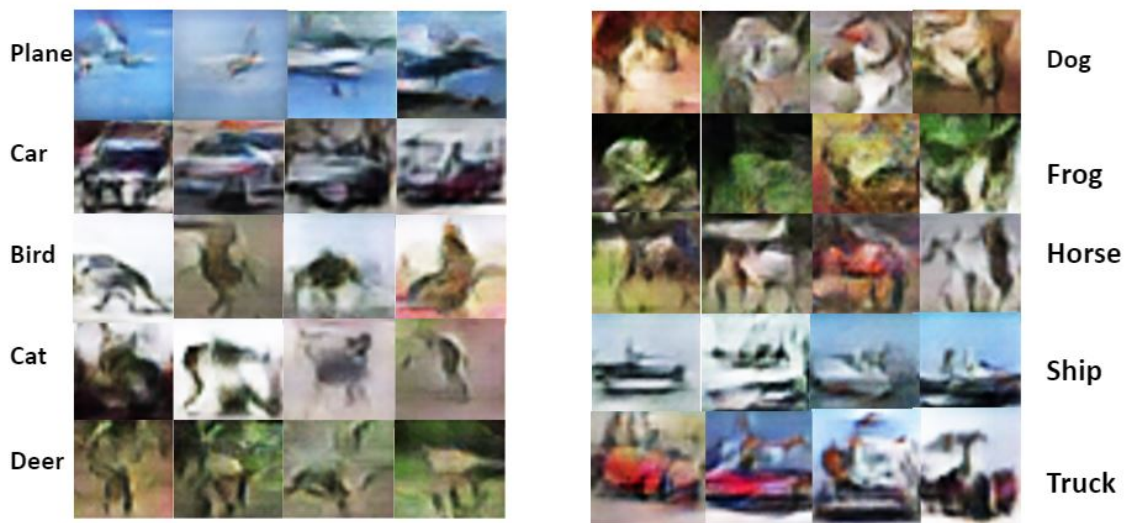 Plane
Car
Bird
Cat
Deer
Dog
Frog
Horse
Ship
Truck